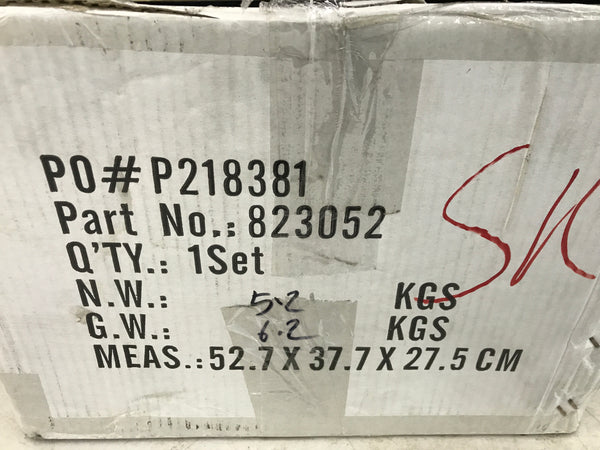 PO# P218381
Part No.: 823052
Q'TY.: 1Set
N.W.: 5.2 KGS
G.W.: 6.2 KGS
MEAS.: 52.7 X 37.7 X 27.5 CM